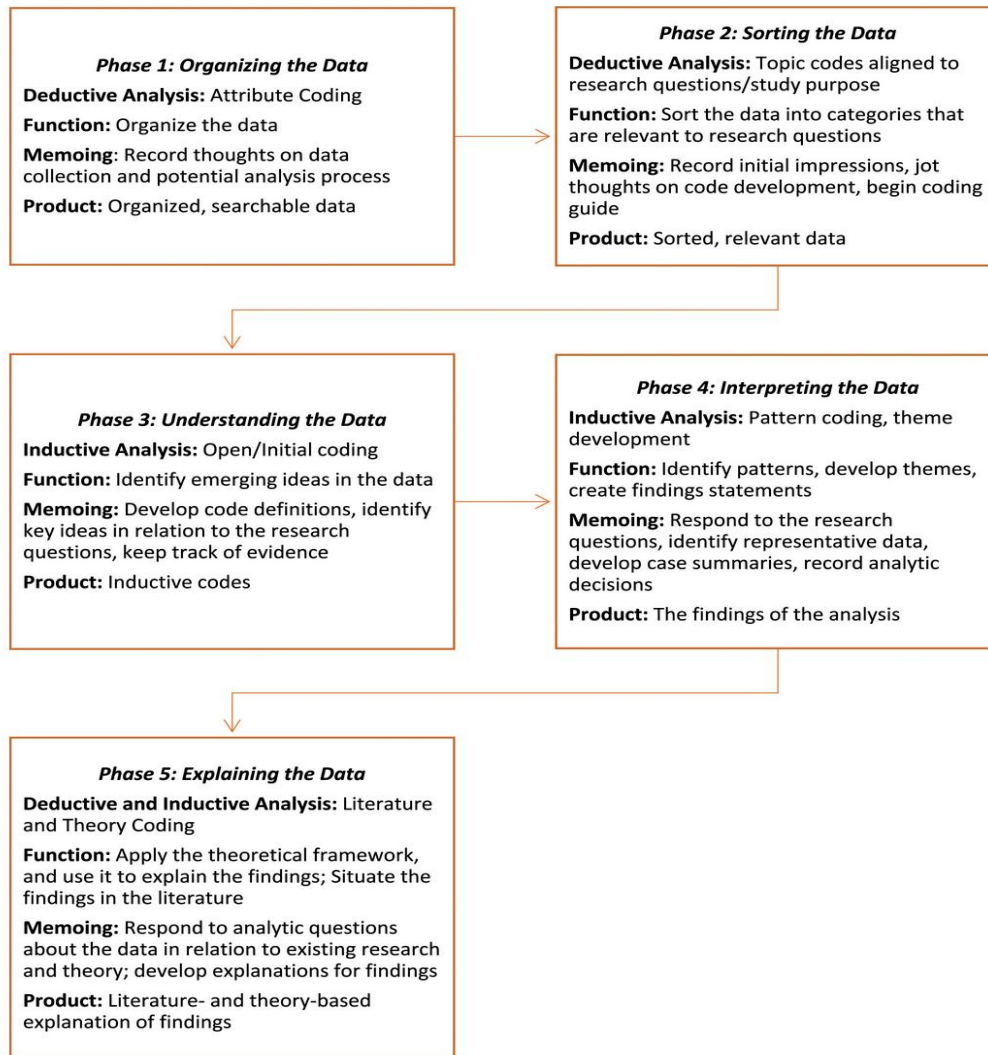 Phase 1: Organizing the Data
Deductive Analysis: Attribute Coding
Function: Organize the data
Memoing: Record thoughts on data
collection and potential analysis process
Product: Organized, searchable data
Phase 2: Sorting the Data
Deductive Analysis: Topic codes aligned to
research questions/study purpose
Function: Sort the data into categories that
are relevant to research questions
Memoing: Record initial impressions, jot
thoughts on code development, begin coding
guide
Product: Sorted, relevant data
Phase 3: Understanding the Data
Inductive Analysis: Open/Initial coding
Function: Identify emerging ideas in the data
Memoing: Develop code definitions, identify
key ideas in relation to the research
questions, keep track of evidence
Product: Inductive codes
Phase 4: Interpreting the Data
Inductive Analysis: Pattern coding, theme
development
Function: Identify patterns, develop themes,
create findings statements
Memoing: Respond to the research
questions, identify representative data,
develop case summaries, record analytic
decisions
Product: The findings of the analysis
Phase 5: Explaining the Data
Deductive and Inductive Analysis: Literature
and Theory Coding
Function: Apply the theoretical framework,
and use it to explain the findings; Situate the
findings in the literature
Memoing: Respond to analytic questions
about the data in relation to existing research
and theory; develop explanations for findings
Product: Literature- and theory-based
explanation of findings